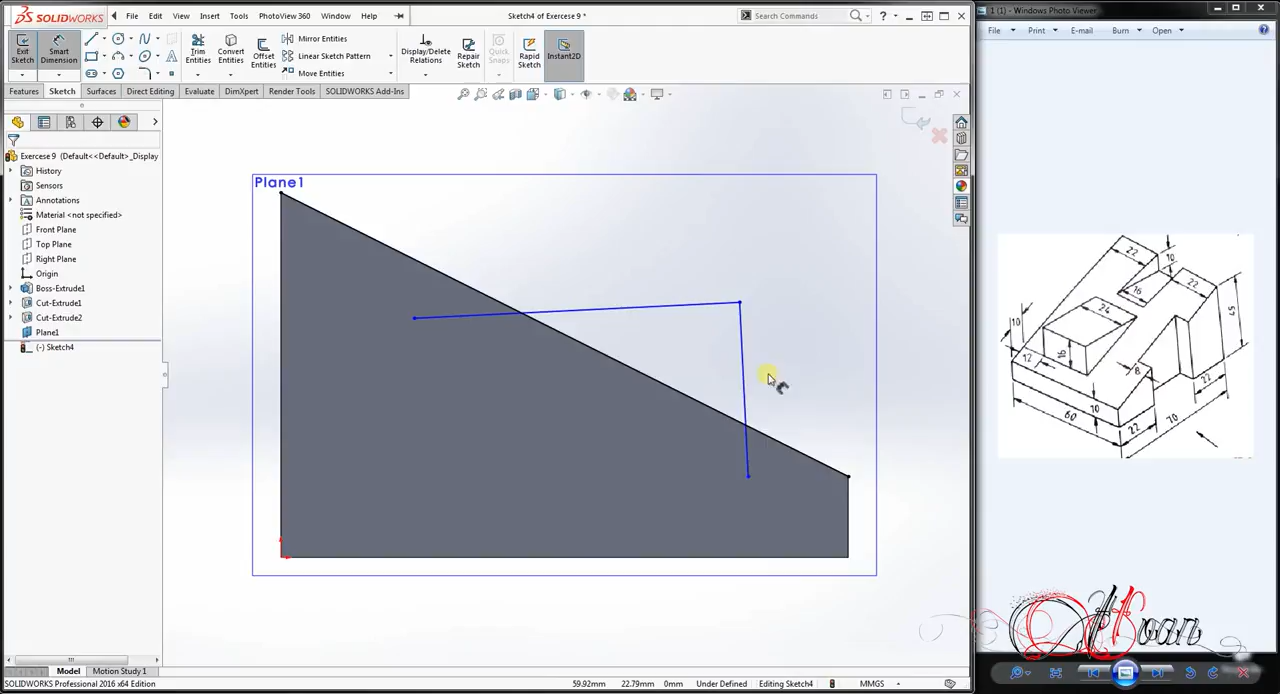 SOLIDWORKS
File Edit View Insert Tools PhotoView 360 Window Help
Sketch4 of Exercese 9 *
Search Commands
1 (1) - Windows Photo Viewer
File Print E-mail Burn Open
Exit Sketch
Smart Dimension
Trim Entities
Convert Entities
Offset Entities
Mirror Entities
Linear Sketch Pattern
Move Entities
Display/Delete Relations
Repair Sketch
Quick Snaps
Rapid Sketch
Instant2D
Features Sketch Surfaces Direct Editing Evaluate DimXpert Render Tools SOLIDWORKS Add-Ins
Exercese 9 (Default<<Default>_Display
History
Sensors
Annotations
Material <not specified>
Front Plane
Top Plane
Right Plane
Origin
Boss-Extrude1
Cut-Extrude1
Cut-Extrude2
Plane1
(-) Sketch4
Plane1
22
10
16
22
24
45
10
16
12
8
22
10
60
22
70
Model Motion Study 1
SOLIDWORKS Professional 2016 x64 Edition
59.92mm 22.79mm 0mm Under Defined Editing Sketch4 MMGS